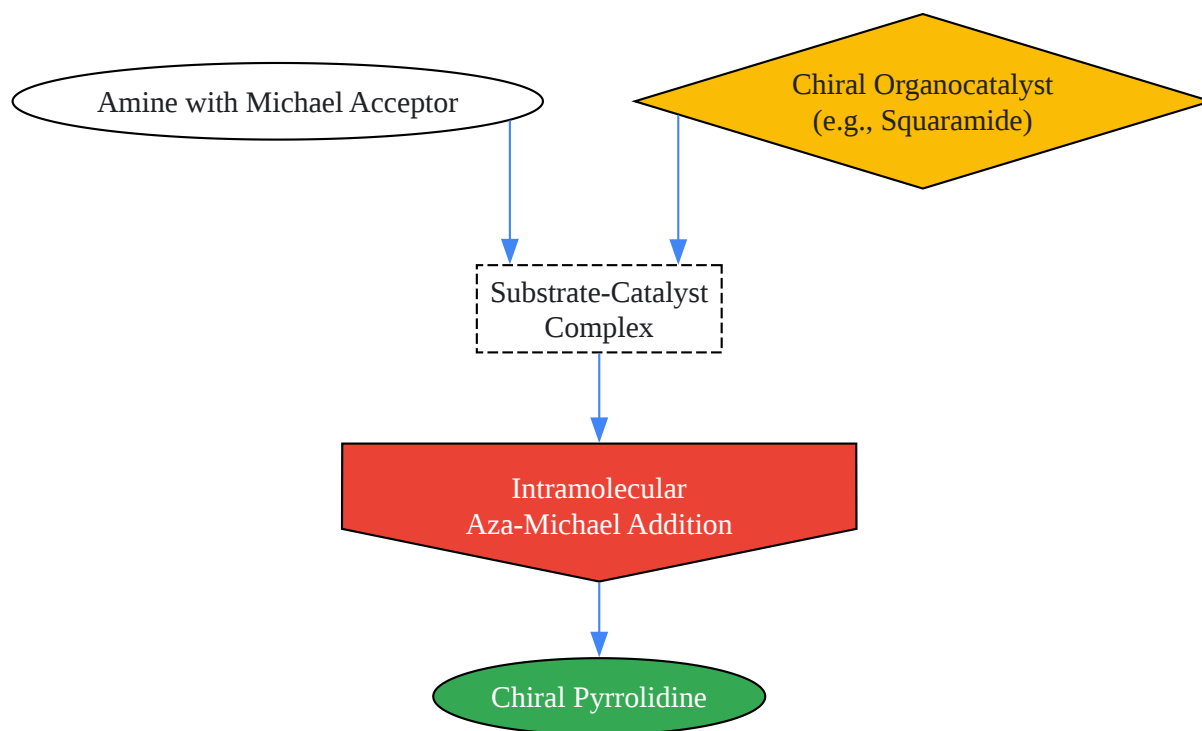 Amine with Michael Acceptor
Chiral Organocatalyst
(e.g., Squaramide)
Substrate-Catalyst
Complex
Intramolecular
Aza-Michael Addition
Chiral Pyrrolidine